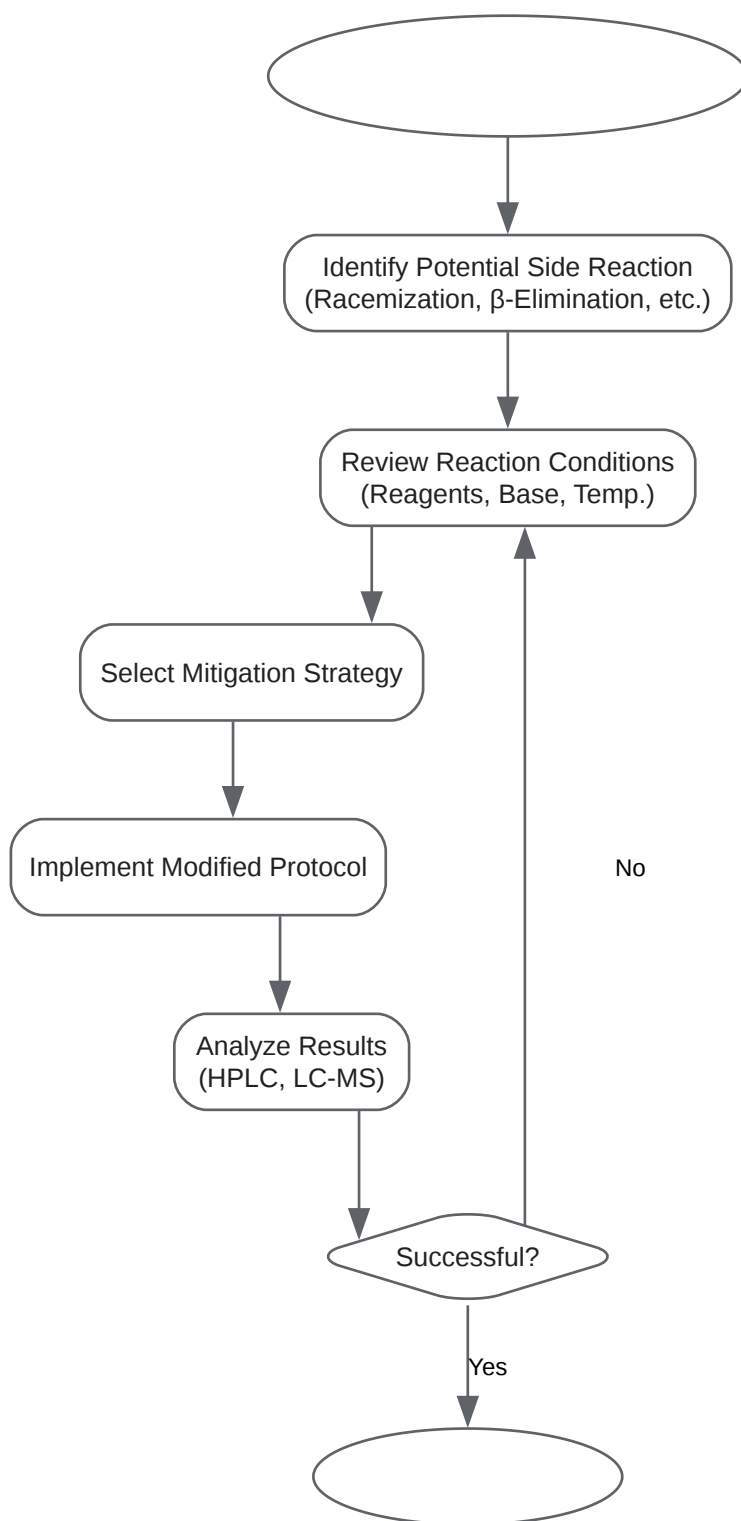 Identify Potential Side Reaction
(Racemization, β-Elimination, etc.)
Review Reaction Conditions
(Reagents, Base, Temp.)
Select Mitigation Strategy
Implement Modified Protocol
No
Analyze Results
(HPLC, LC-MS)
Successful?
Yes